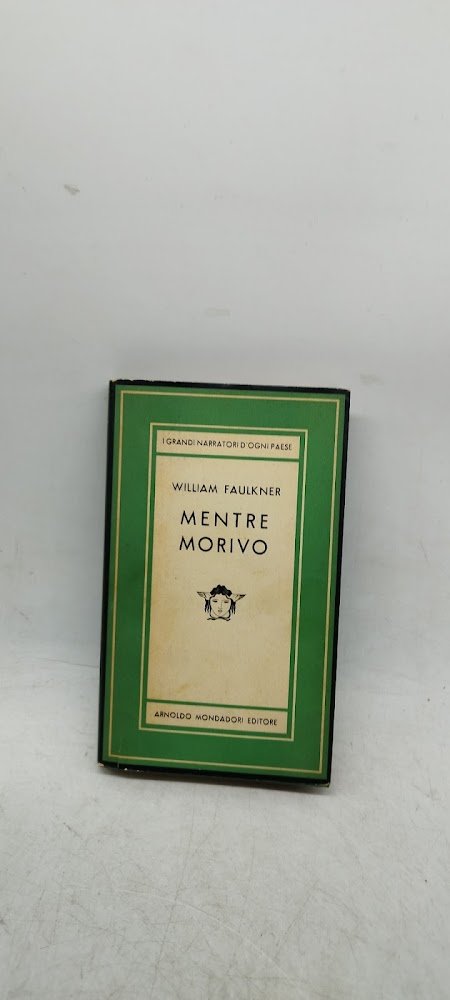 I GRANDI NARRATORI D'OGNI PAESE
WILLIAM FAULKNER
MENTRE
MORIVO
ARNOLDO MONDADORI EDITORE